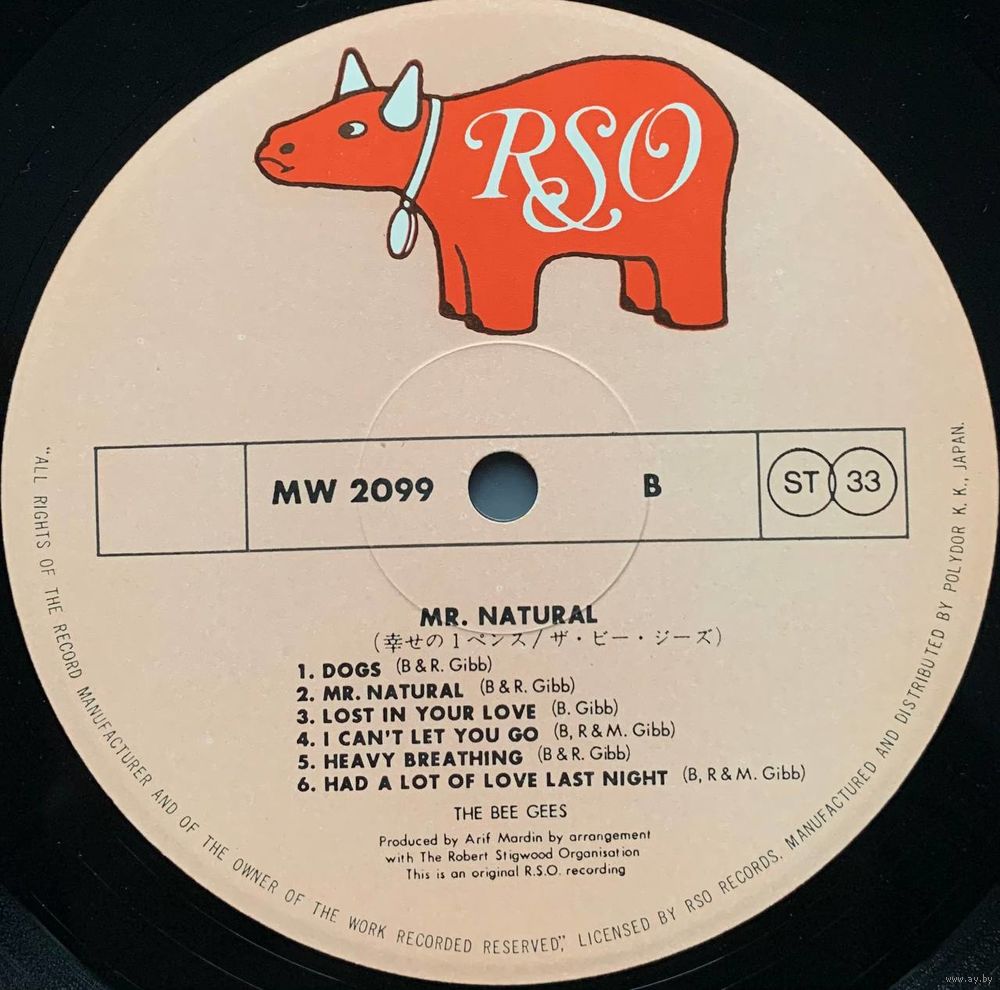 RSO
MW 2099
B
ST 33
MR. NATURAL
(幸せの1ペンス/ザ・ビー・ジーズ)
1. DOGS (B & R. Gibb)
2. MR. NATURAL (B & R. Gibb)
3. LOST IN YOUR LOVE (B. Gibb)
4. I CAN'T LET YOU GO (B, R & M. Gibb)
5. HEAVY BREATHING (B & R. Gibb)
6. HAD A LOT OF LOVE LAST NIGHT (B, R & M. Gibb)
THE BEE GEES
Produced by Arif Mardin by arrangement
with The Robert Stigwood Organisation
This is an original R.S.O. recording
"ALL RIGHTS OF THE RECORD MANUFACTURER AND OF THE OWNER OF THE WORK RECORDED RESERVED", LICENSED BY RSO RECORDS. MANUFACTURED AND DISTRIBUTED BY POLYDOR K. K., JAPAN.
www.ay.by